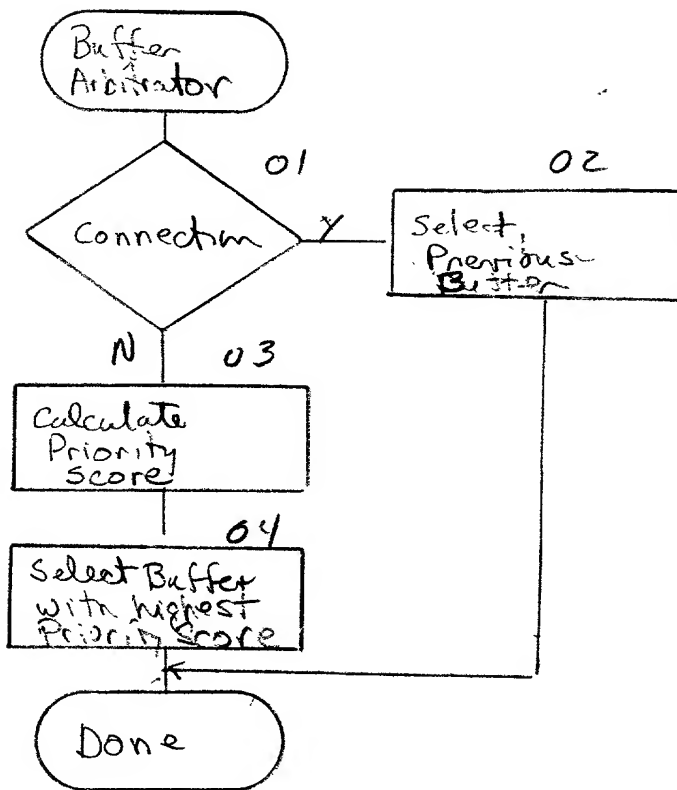 Buffer
Arbitrator
01
Connection
Y
02
Select
Previous
N
03
Calculate
Priority
Score
04
Select Buffer
with highest
Priority Score
Done